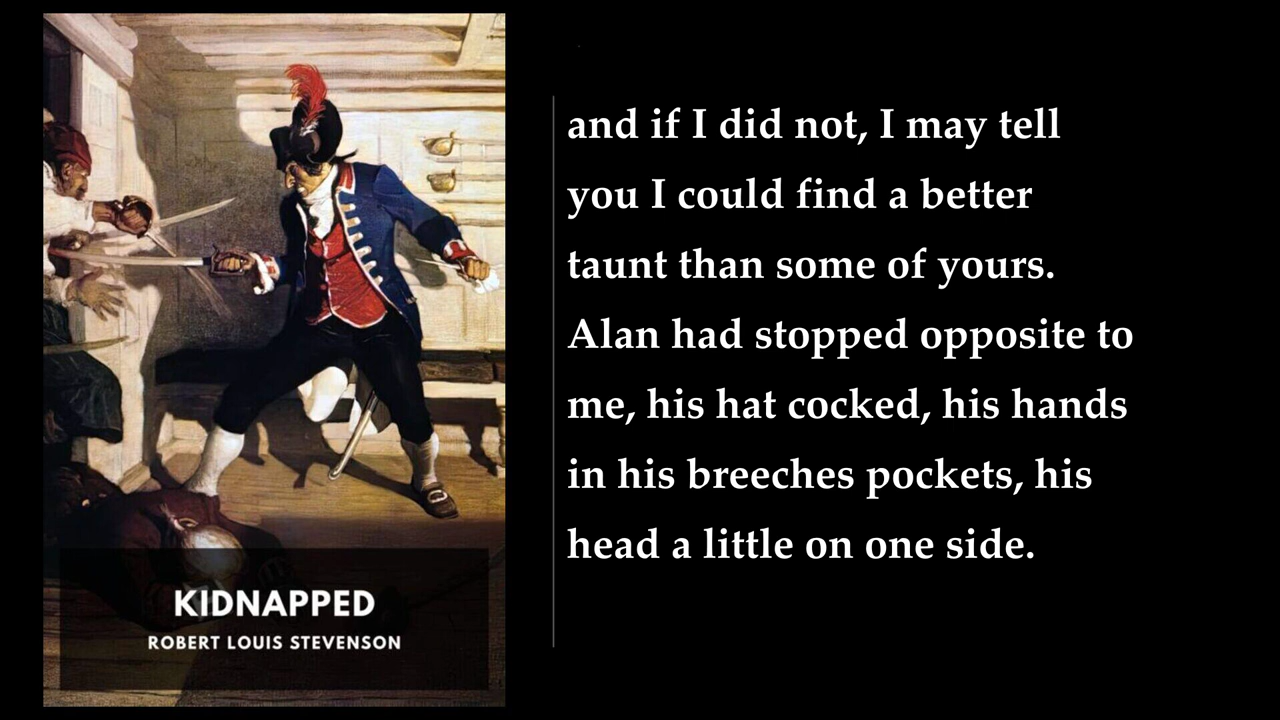 KIDNAPPED
ROBERT LOUIS STEVENSON
and if I did not, I may tell
you I could find a better
taunt than some of yours.
Alan had stopped opposite to
me, his hat cocked, his hands
in his breeches pockets, his
head a little on one side.